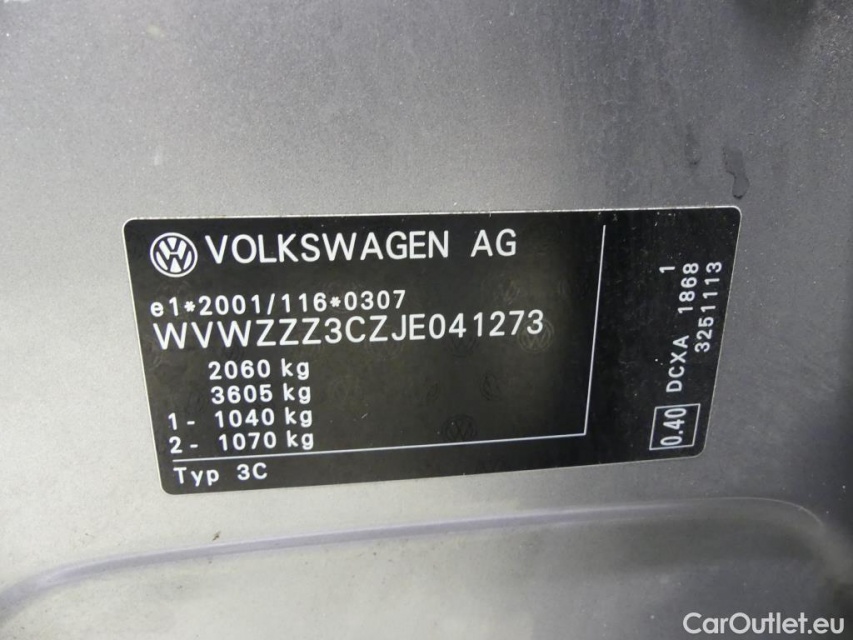 VOLKSWAGEN AG
e1*2001/116*0307
WVWZZZ3CZJE041273
2060 kg
3605 kg
1- 1040 kg
2- 1070 kg
Typ 3C
0.40 DCXA 1868 1
3251113
CarOutlet.eu